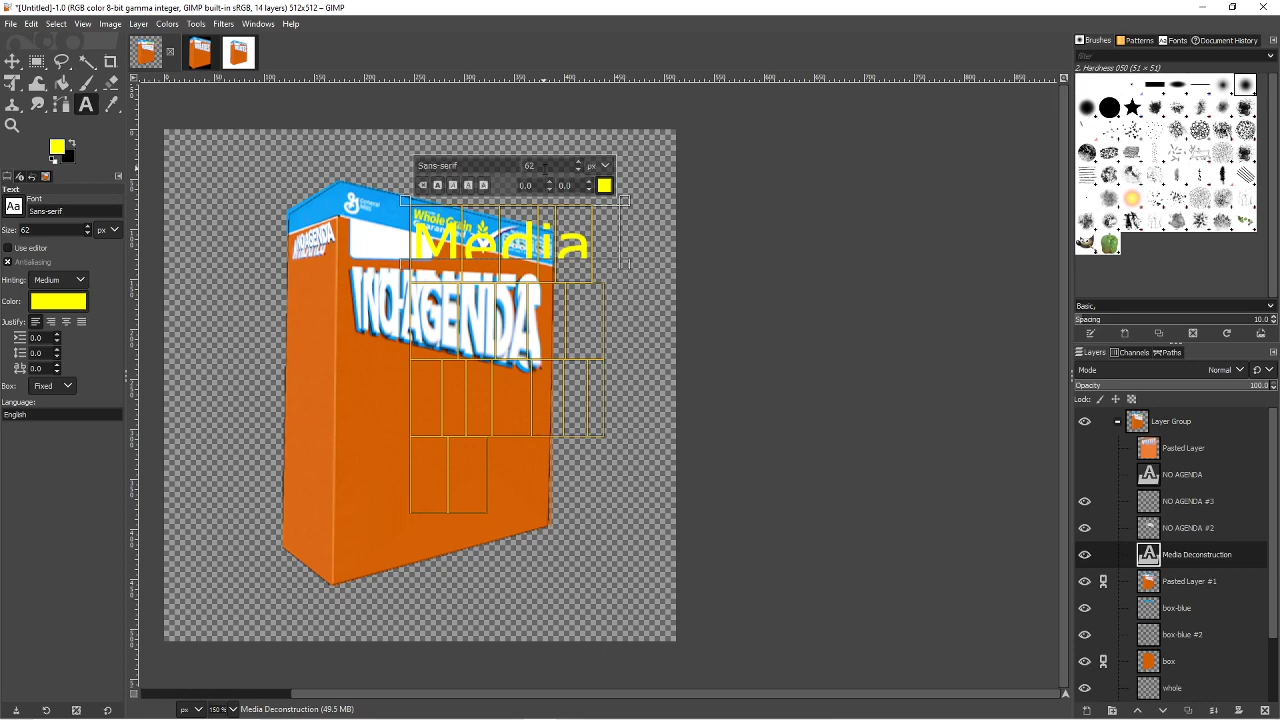 *[Untitled]-1.0 (RGB color 8-bit gamma integer, GIMP built-in sRGB, 14 layers) 512x512 – GIMP
File Edit Select View Image Layer Colors Tools Filters Windows Help
Brushes Patterns Fonts Document History
filter
2. Hardness 050 (51 × 51)
Sans-serif 62 px
0.0 0.0
General Mills
Whole Grain
Guaranteed
Media
NO AGENDA
NO AGENDA
Text
Font
Aa Sans-serif
Size: 62 px
Use editor
Antialiasing
Hinting: Medium
Color:
Justify:
0.0
0.0
0.0
Box: Fixed
Language:
English
Basic,
Spacing 10.0
Layers Channels Paths
Mode Normal
Opacity 100.0
Lock:
Layer Group
Pasted Layer
NO AGENDA
NO AGENDA #3
NO AGENDA #2
Media Deconstruction
Pasted Layer #1
box-blue
box-blue #2
box
whole
px 150 % Media Deconstruction (49.5 MB)